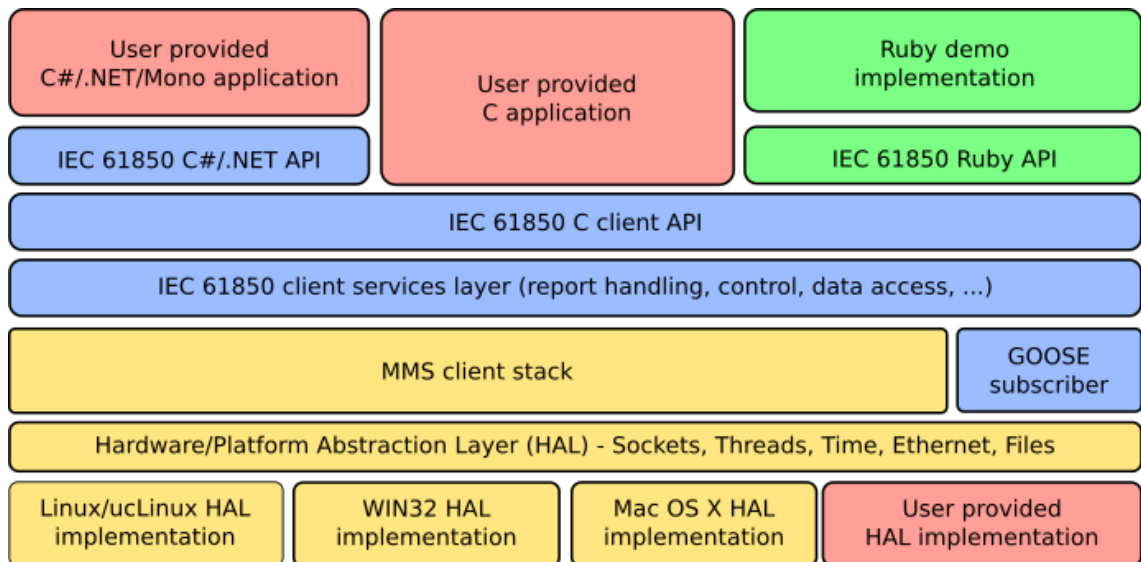 User provided
C#/.NET/Mono application
User provided
C application
Ruby demo
implementation
IEC 61850 C#/.NET API
IEC 61850 Ruby API
IEC 61850 C client API
IEC 61850 client services layer (report handling, control, data access, ...)
MMS client stack
GOOSE
subscriber
Hardware/Platform Abstraction Layer (HAL) - Sockets, Threads, Time, Ethernet, Files
Linux/ucLinux HAL
implementation
WIN32 HAL
implementation
Mac OS X HAL
implementation
User provided
HAL implementation